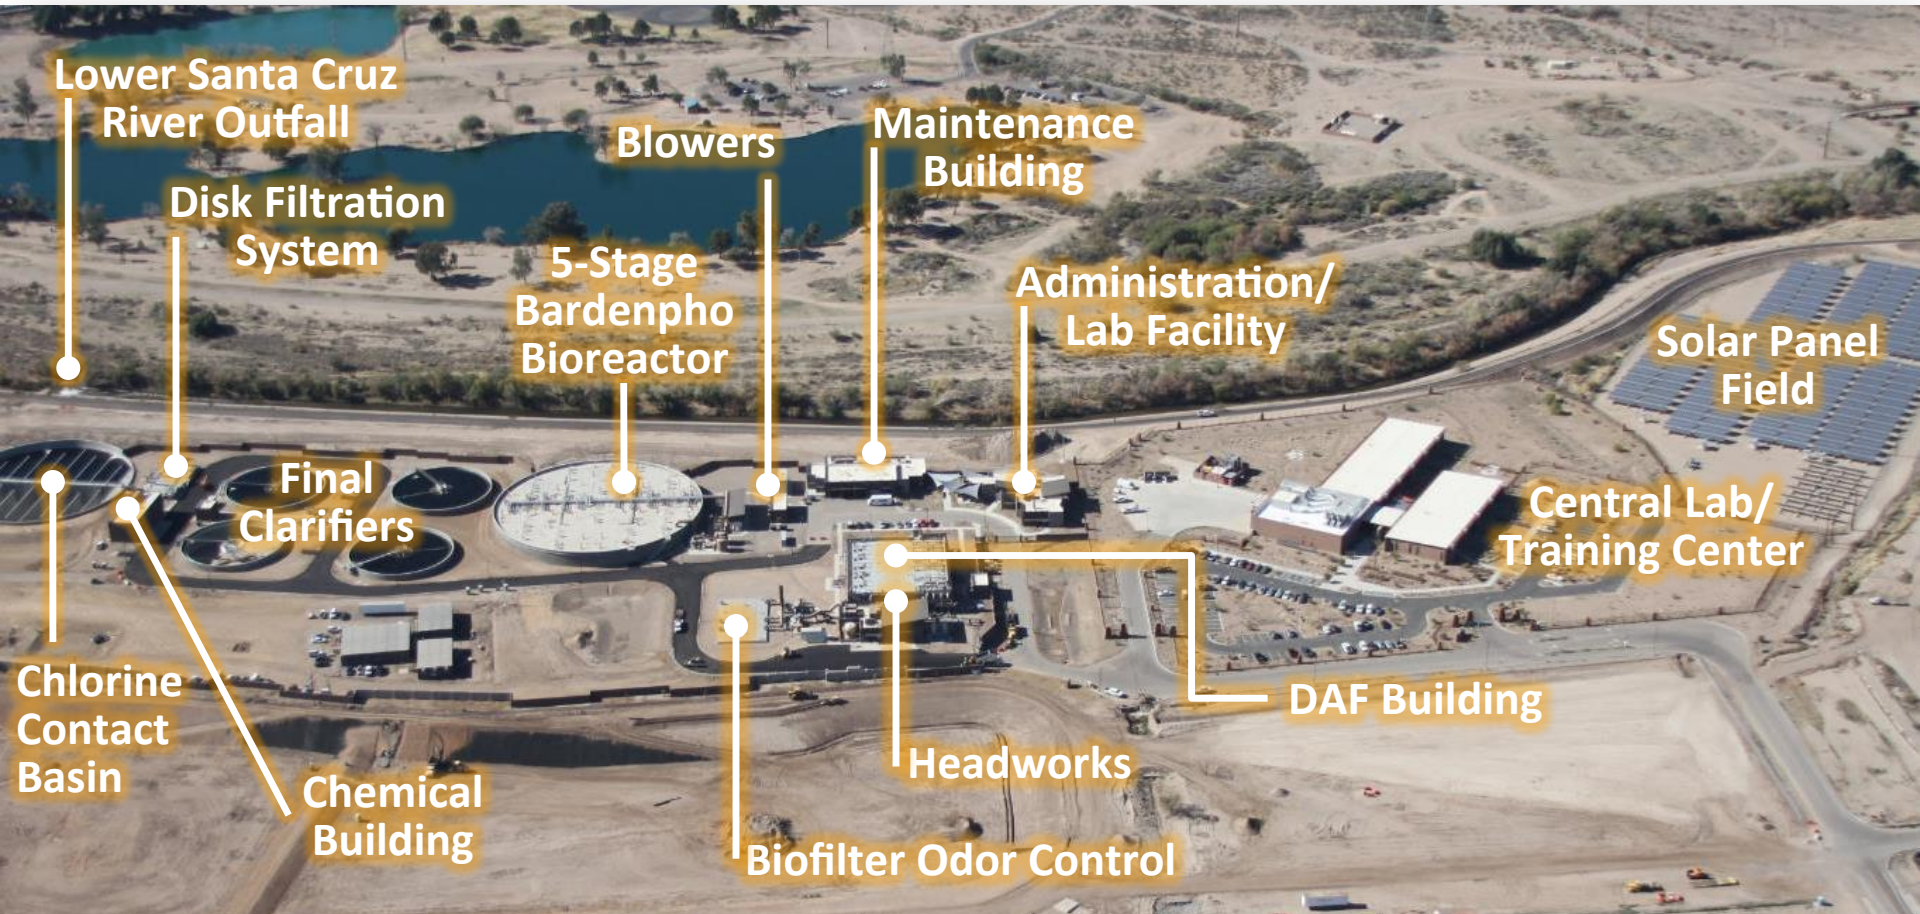 Lower Santa Cruz
River Outfall
Disk Filtration
System
5-Stage
Bardenpho
Bioreactor
Blowers
Maintenance
Building
Administration/
Lab Facility
Solar Panel
Field
Final
Clarifiers
Central Lab/
Training Center
Chlorine
Contact
Basin
Chemical
Building
Biofilter Odor Control
Headworks
DAF Building